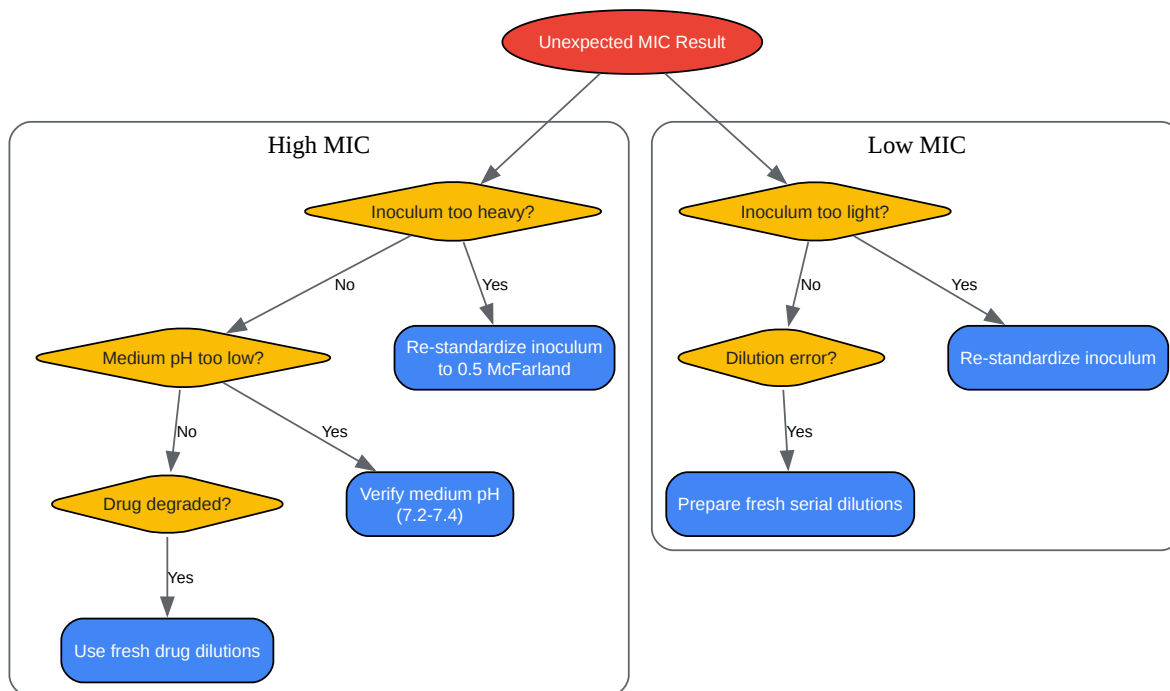 Unexpected MIC Result
High MIC
Low MIC
Inoculum too heavy?
Inoculum too light?
No
Yes
No
Yes
Medium pH too low?
Re-standardize inoculum
to 0.5 McFarland
Dilution error?
Re-standardize inoculum
No
Yes
Yes
Drug degraded?
Verify medium pH
(7.2-7.4)
Prepare fresh serial dilutions
Yes
Use fresh drug dilutions